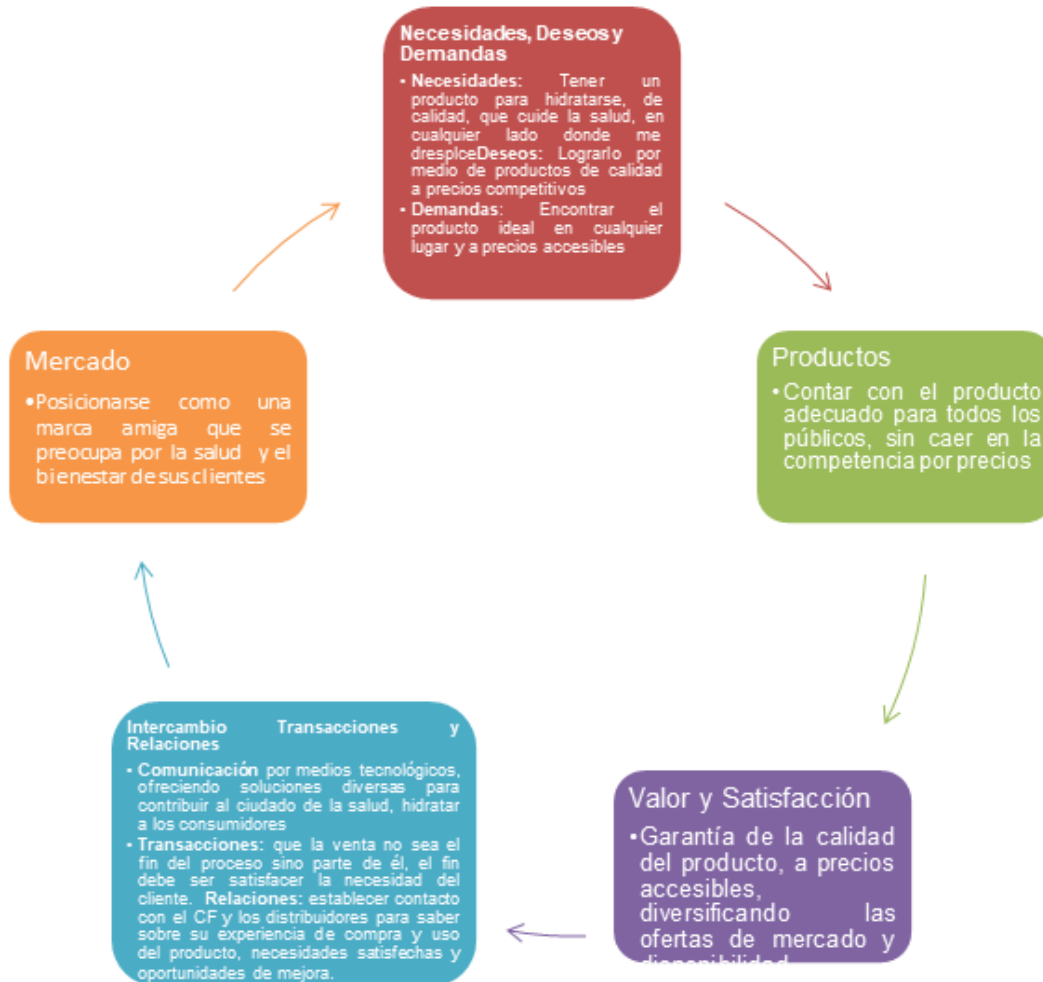 Necesidades, Deseos y
Demandas
• Necesidades: Tener un
producto para hidratarse, de
calidad, que cuide la salud, en
cualquier lado donde me
dresplceDeseos: Lograrlo por
medio de productos de calidad
a precios competitivos
• Demandas: Encontrar el
producto ideal en cualquier
lugar y a precios accesibles
Productos
• Contar con el producto
adecuado para todos los
públicos, sin caer en la
competencia por precios
Valor y Satisfacción
• Garantía de la calidad
del producto, a precios
accesibles,
diversificando las
ofertas de mercado y
disponibilidad
Intercambio Transacciones y
Relaciones
• Comunicación por medios tecnológicos,
ofreciendo soluciones diversas para
contribuir al ciudado de la salud, hidratar
a los consumidores
• Transacciones: que la venta no sea el
fin del proceso sino parte de él, el fin
debe ser satisfacer la necesidad del
cliente. Relaciones: establecer contacto
con el CF y los distribuidores para saber
sobre su experiencia de compra y uso
del producto, necesidades satisfechas y
oportunidades de mejora.
Mercado
• Posicionarse como una
marca amiga que se
preocupa por la salud y el
bienestar de sus clientes